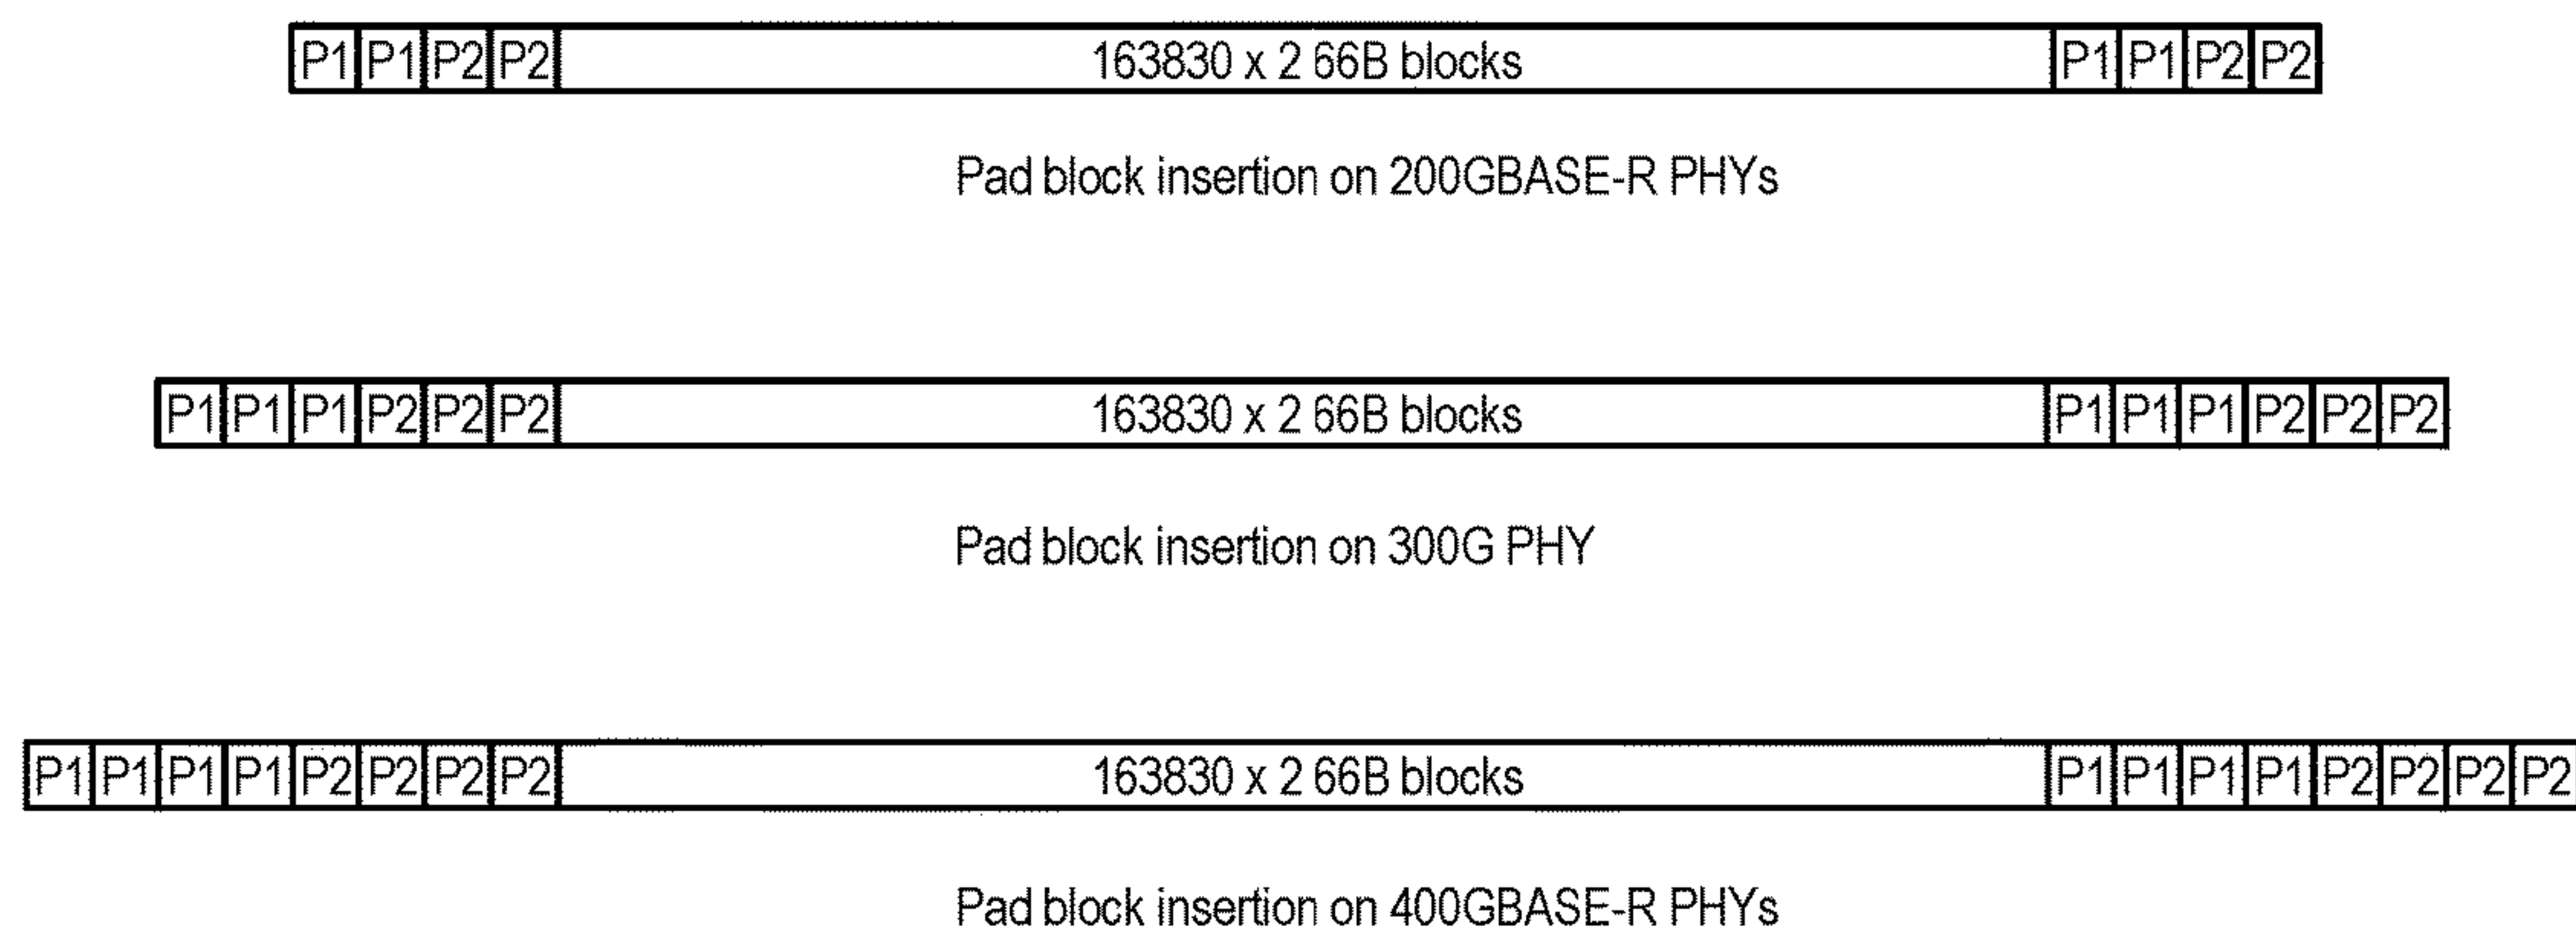 P1 P1 P2 P2 163830 x 2 66B blocks P1 P1 P2 P2
Pad block insertion on 200GBASE-R PHYs
P1 P1 P1 P2 P2 P2 163830 x 2 66B blocks P1 P1 P1 P2 P2 P2
Pad block insertion on 300G PHY
P1 P1 P1 P1 P2 P2 P2 P2 163830 x 2 66B blocks P1 P1 P1 P1 P2 P2 P2 P2
Pad block insertion on 400GBASE-R PHYs